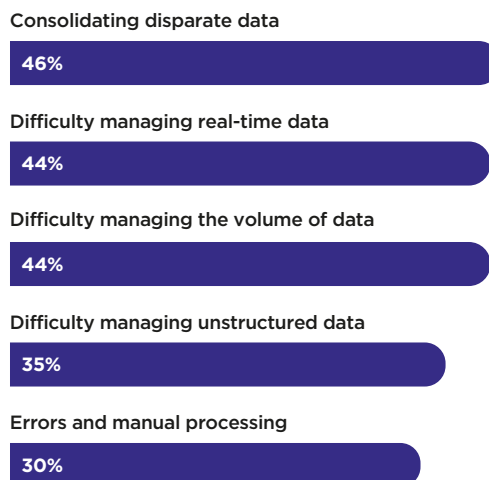 Consolidating disparate data
46%
Difficulty managing real-time data
44%
Difficulty managing the volume of data
44%
Difficulty managing unstructured data
35%
Errors and manual processing
30%